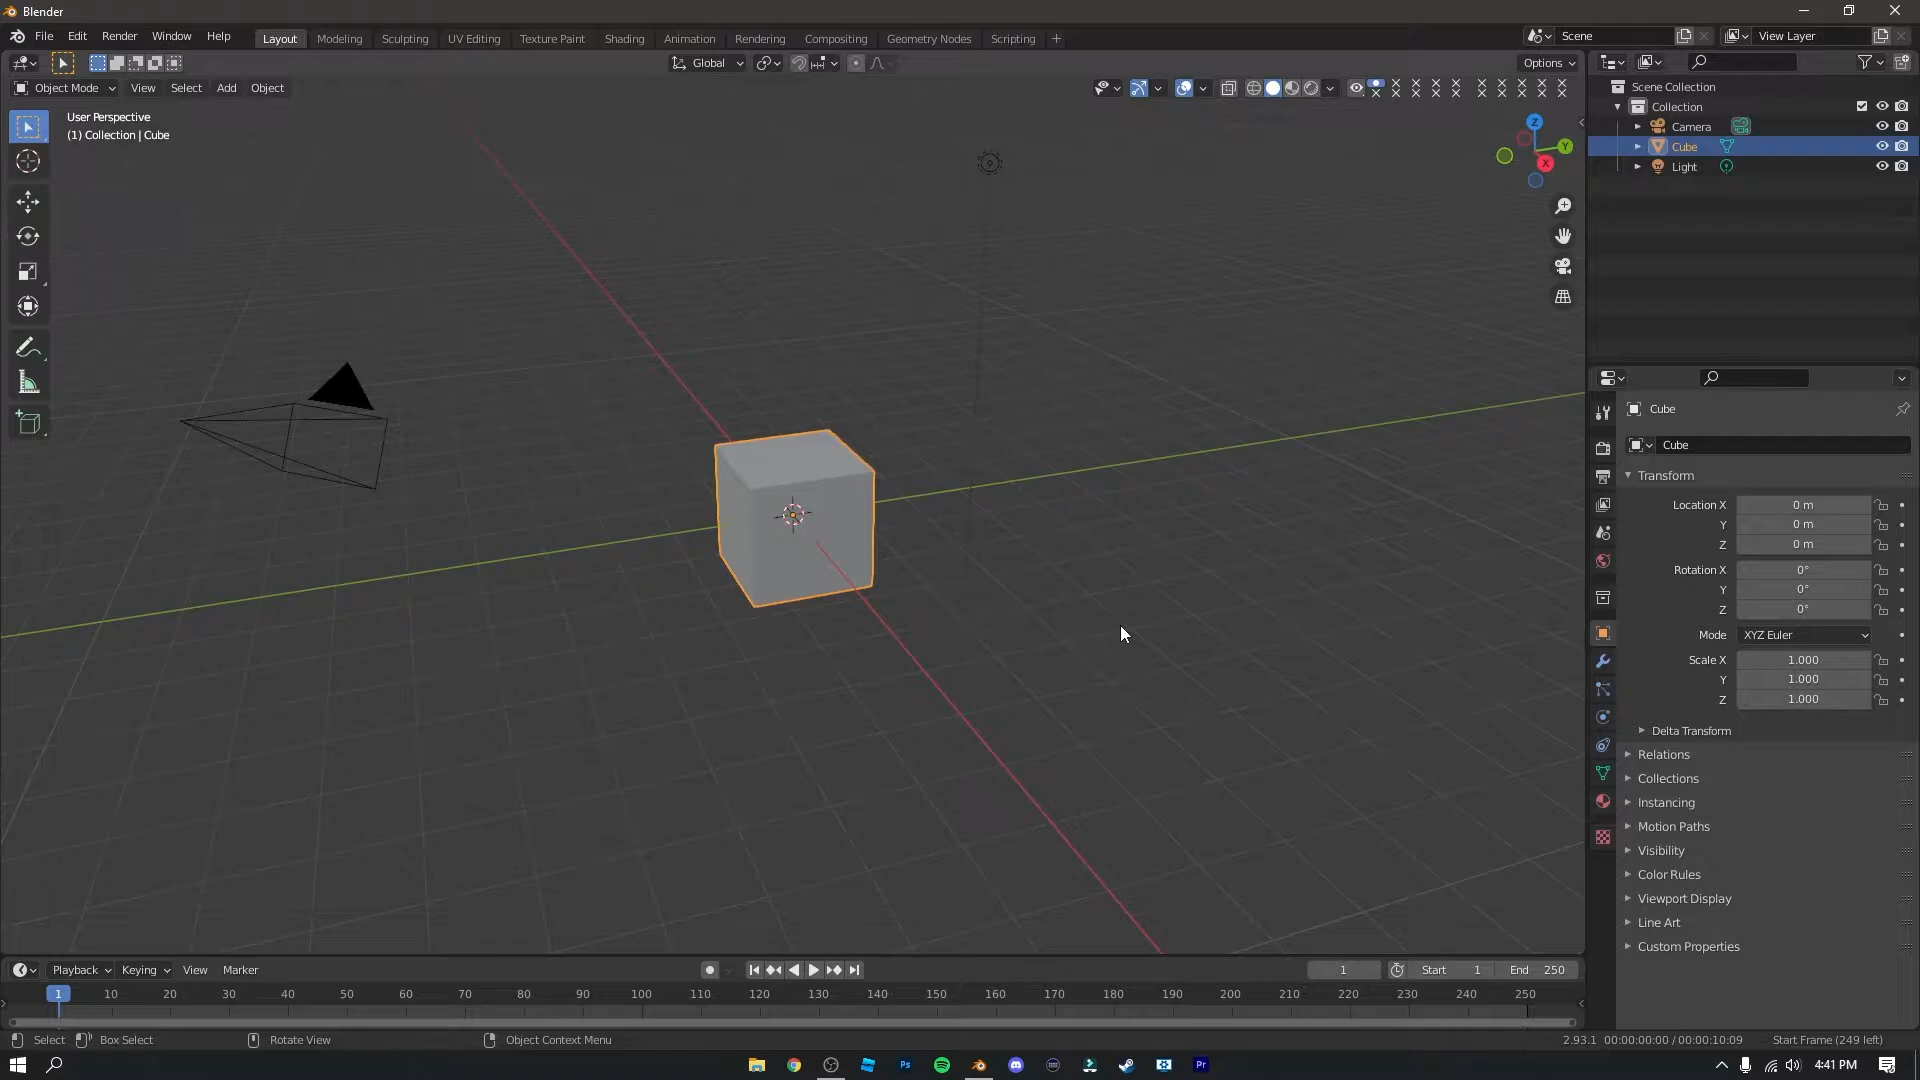 Blender
File Edit Render Window Help Layout Modeling Sculpting UV Editing Texture Paint Shading Animation Rendering Compositing Geometry Nodes Scripting + Scene View Layer
Global Options
Object Mode View Select Add Object
User Perspective
(1) Collection | Cube
Z
Y
X
Scene Collection
Collection
Camera
Cube
Light
Cube
Cube
Transform
Location X 0 m
Y 0 m
Z 0 m
Rotation X 0°
Y 0°
Z 0°
Mode XYZ Euler
Scale X 1.000
Y 1.000
Z 1.000
Delta Transform
Relations
Collections
Instancing
Motion Paths
Visibility
Color Rules
Viewport Display
Line Art
Custom Properties
Playback Keying View Marker 1 Start 1 End 250
1 10 20 30 40 50 60 70 80 90 100 110 120 130 140 150 160 170 180 190 200 210 220 230 240 250
Select Box Select Rotate View Object Context Menu 2.93.1 00:00:00:00 / 00:00:10:09 Start Frame (249 left)
Ps Pr 4:41 PM